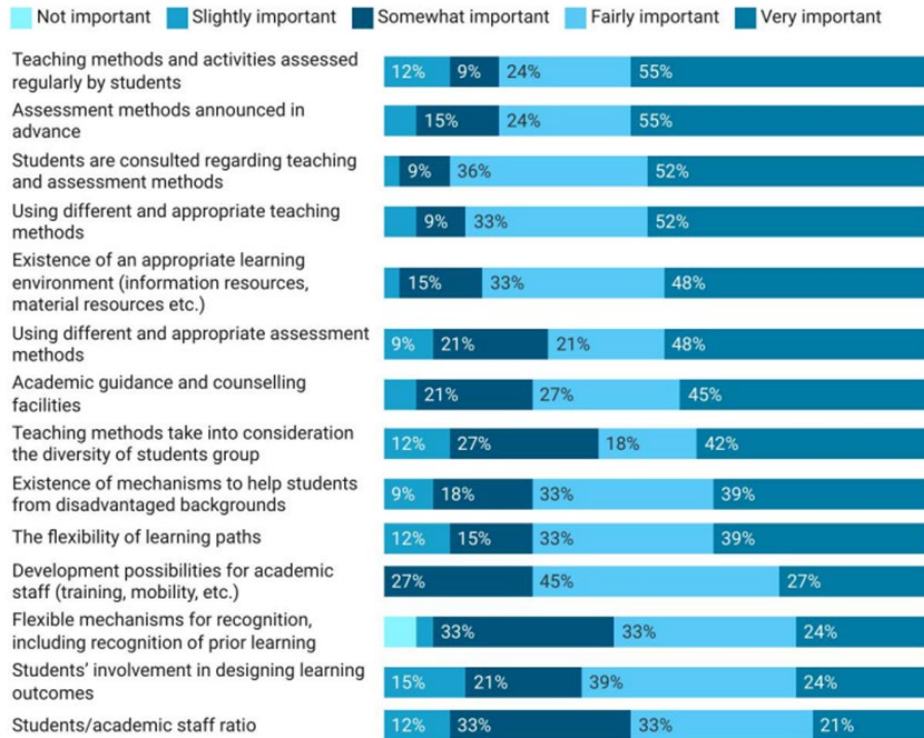 Not important Slightly important Somewhat important Fairly important Very important
Teaching methods and activities assessed
regularly by students
12% 9% 24% 55%
Assessment methods announced in
advance
15% 24% 55%
Students are consulted regarding teaching
and assessment methods
9% 36% 52%
Using different and appropriate teaching
methods
9% 33% 52%
Existence of an appropriate learning
environment (information resources,
material resources etc.)
15% 33% 48%
Using different and appropriate assessment
methods
9% 21% 21% 48%
Academic guidance and counselling
facilities
21% 27% 45%
Teaching methods take into consideration
the diversity of students group
12% 27% 18% 42%
Existence of mechanisms to help students
from disadvantaged backgrounds
9% 18% 33% 39%
The flexibility of learning paths
12% 15% 33% 39%
Development possibilities for academic
staff (training, mobility, etc.)
27% 45% 27%
Flexible mechanisms for recognition,
including recognition of prior learning
33% 33% 24%
Students' involvement in designing learning
outcomes
15% 21% 39% 24%
Students/academic staff ratio
12% 33% 33% 21%